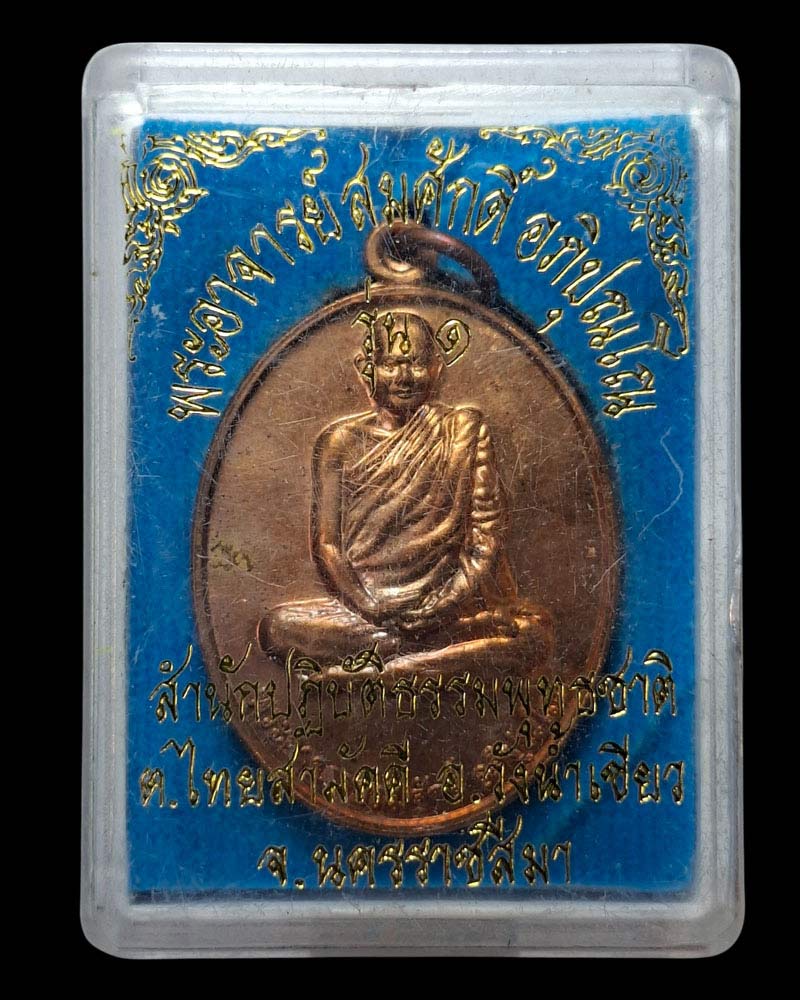 พระอาจารย์สมศักดิ์ อภิปุณฺโณ
รุ่น ๑
สำนักปฏิบัติธรรมพุทธชาติ
ต.ไทยสามัคคี อ.วังน้ำเขียว
จ.นครราชสีมา